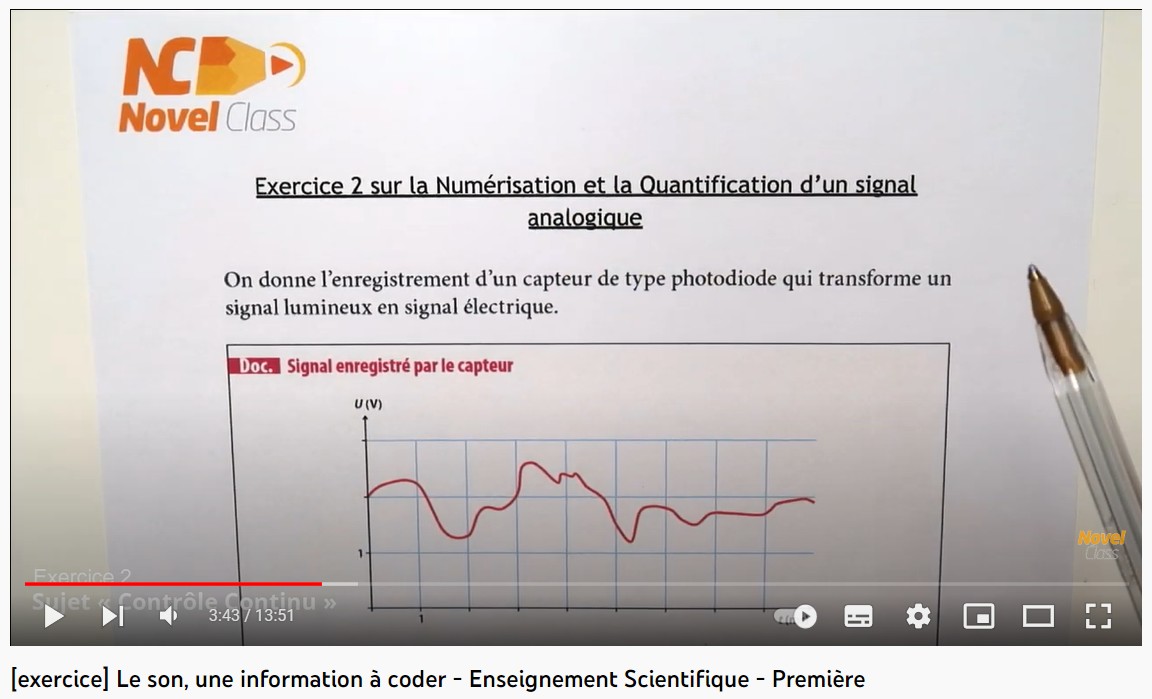 NC
Novel Class
Exercice 2 sur la Numérisation et la Quantification d'un signal
analogique
On donne l'enregistrement d'un capteur de type photodiode qui transforme un
signal lumineux en signal électrique.
Doc. Signal enregistré par le capteur
U (V)
1
1
Novel
Class
Exercice 2
Sujet « Contrôle Continu »
3:43 / 13:51
[exercice] Le son, une information à coder - Enseignement Scientifique - Première